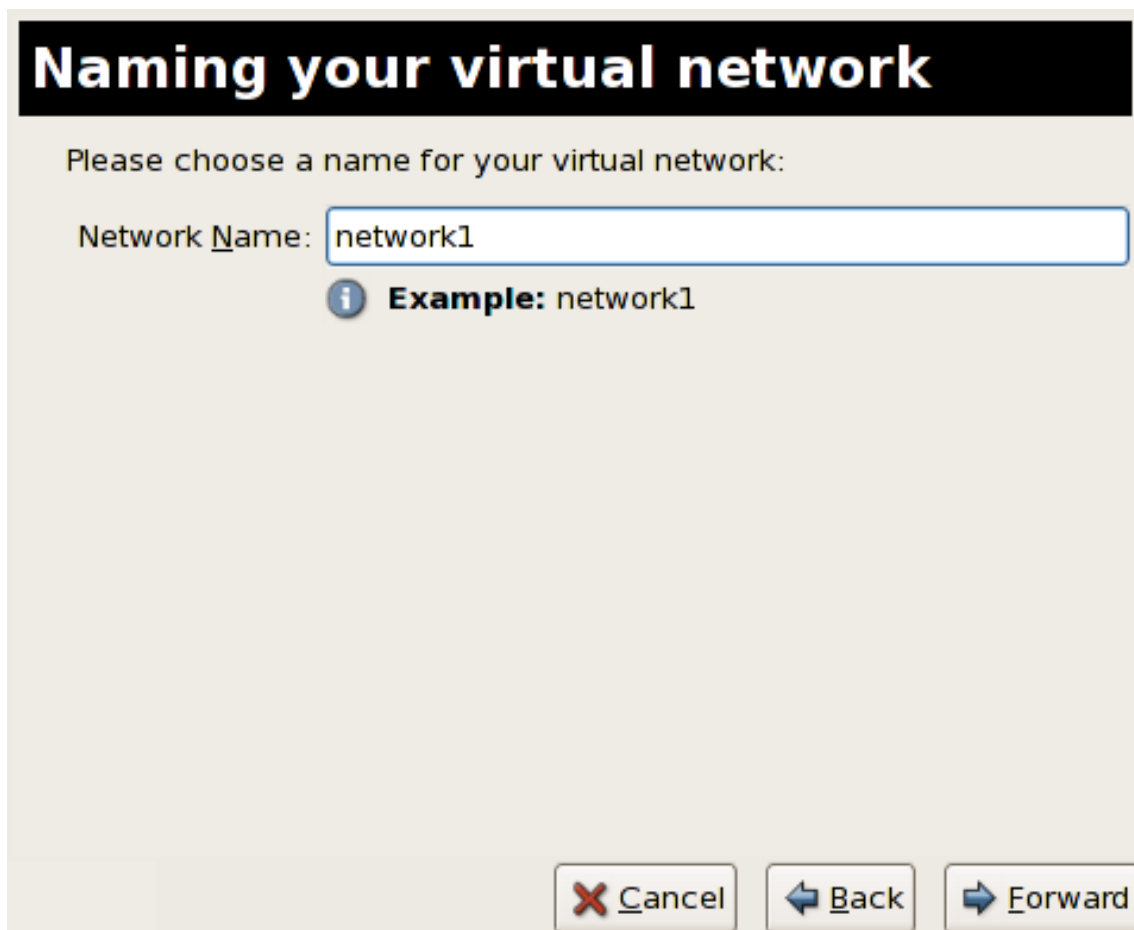 Naming your virtual network
Please choose a name for your virtual network:
Network Name: network1
Example: network1
Cancel Back Forward